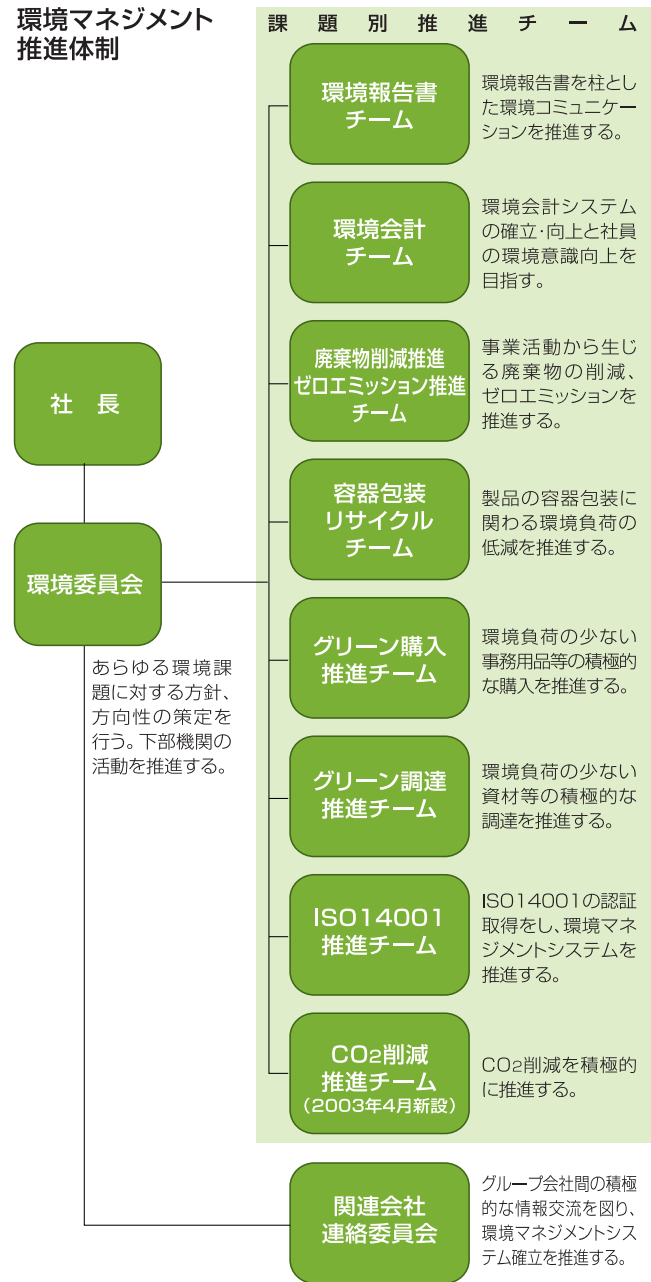 環境マネジメント
推進体制
課題別推進チーム
環境報告書
チーム
環境報告書を柱とし
た環境コミュニケー
ションを推進する。
環境会計
チーム
環境会計システム
の確立・向上と社員
の環境意識向上を
目指す。
廃棄物削減推進
ゼロエミッション推進
チーム
事業活動から生じ
る廃棄物の削減、
ゼロエミッションを
推進する。
社　長
容器包装
リサイクル
チーム
製品の容器包装に
関わる環境負荷の
低減を推進する。
環境委員会
あらゆる環境課
題に対する方針、
方向性の策定を
行う。下部機関の
活動を推進する。
グリーン購入
推進チーム
環境負荷の少ない
事務用品等の積極的
な購入を推進する。
グリーン調達
推進チーム
環境負荷の少ない
資材等の積極的な
調達を推進する。
ISO14001
推進チーム
ISO14001の認証
取得をし、環境マネ
ジメントシステムを
推進する。
CO2削減
推進チーム
（2003年4月新設）
CO2削減を積極的
に推進する。
関連会社
連絡委員会
グループ会社間の積極
的な情報交流を図り、
環境マネジメントシス
テム確立を推進する。